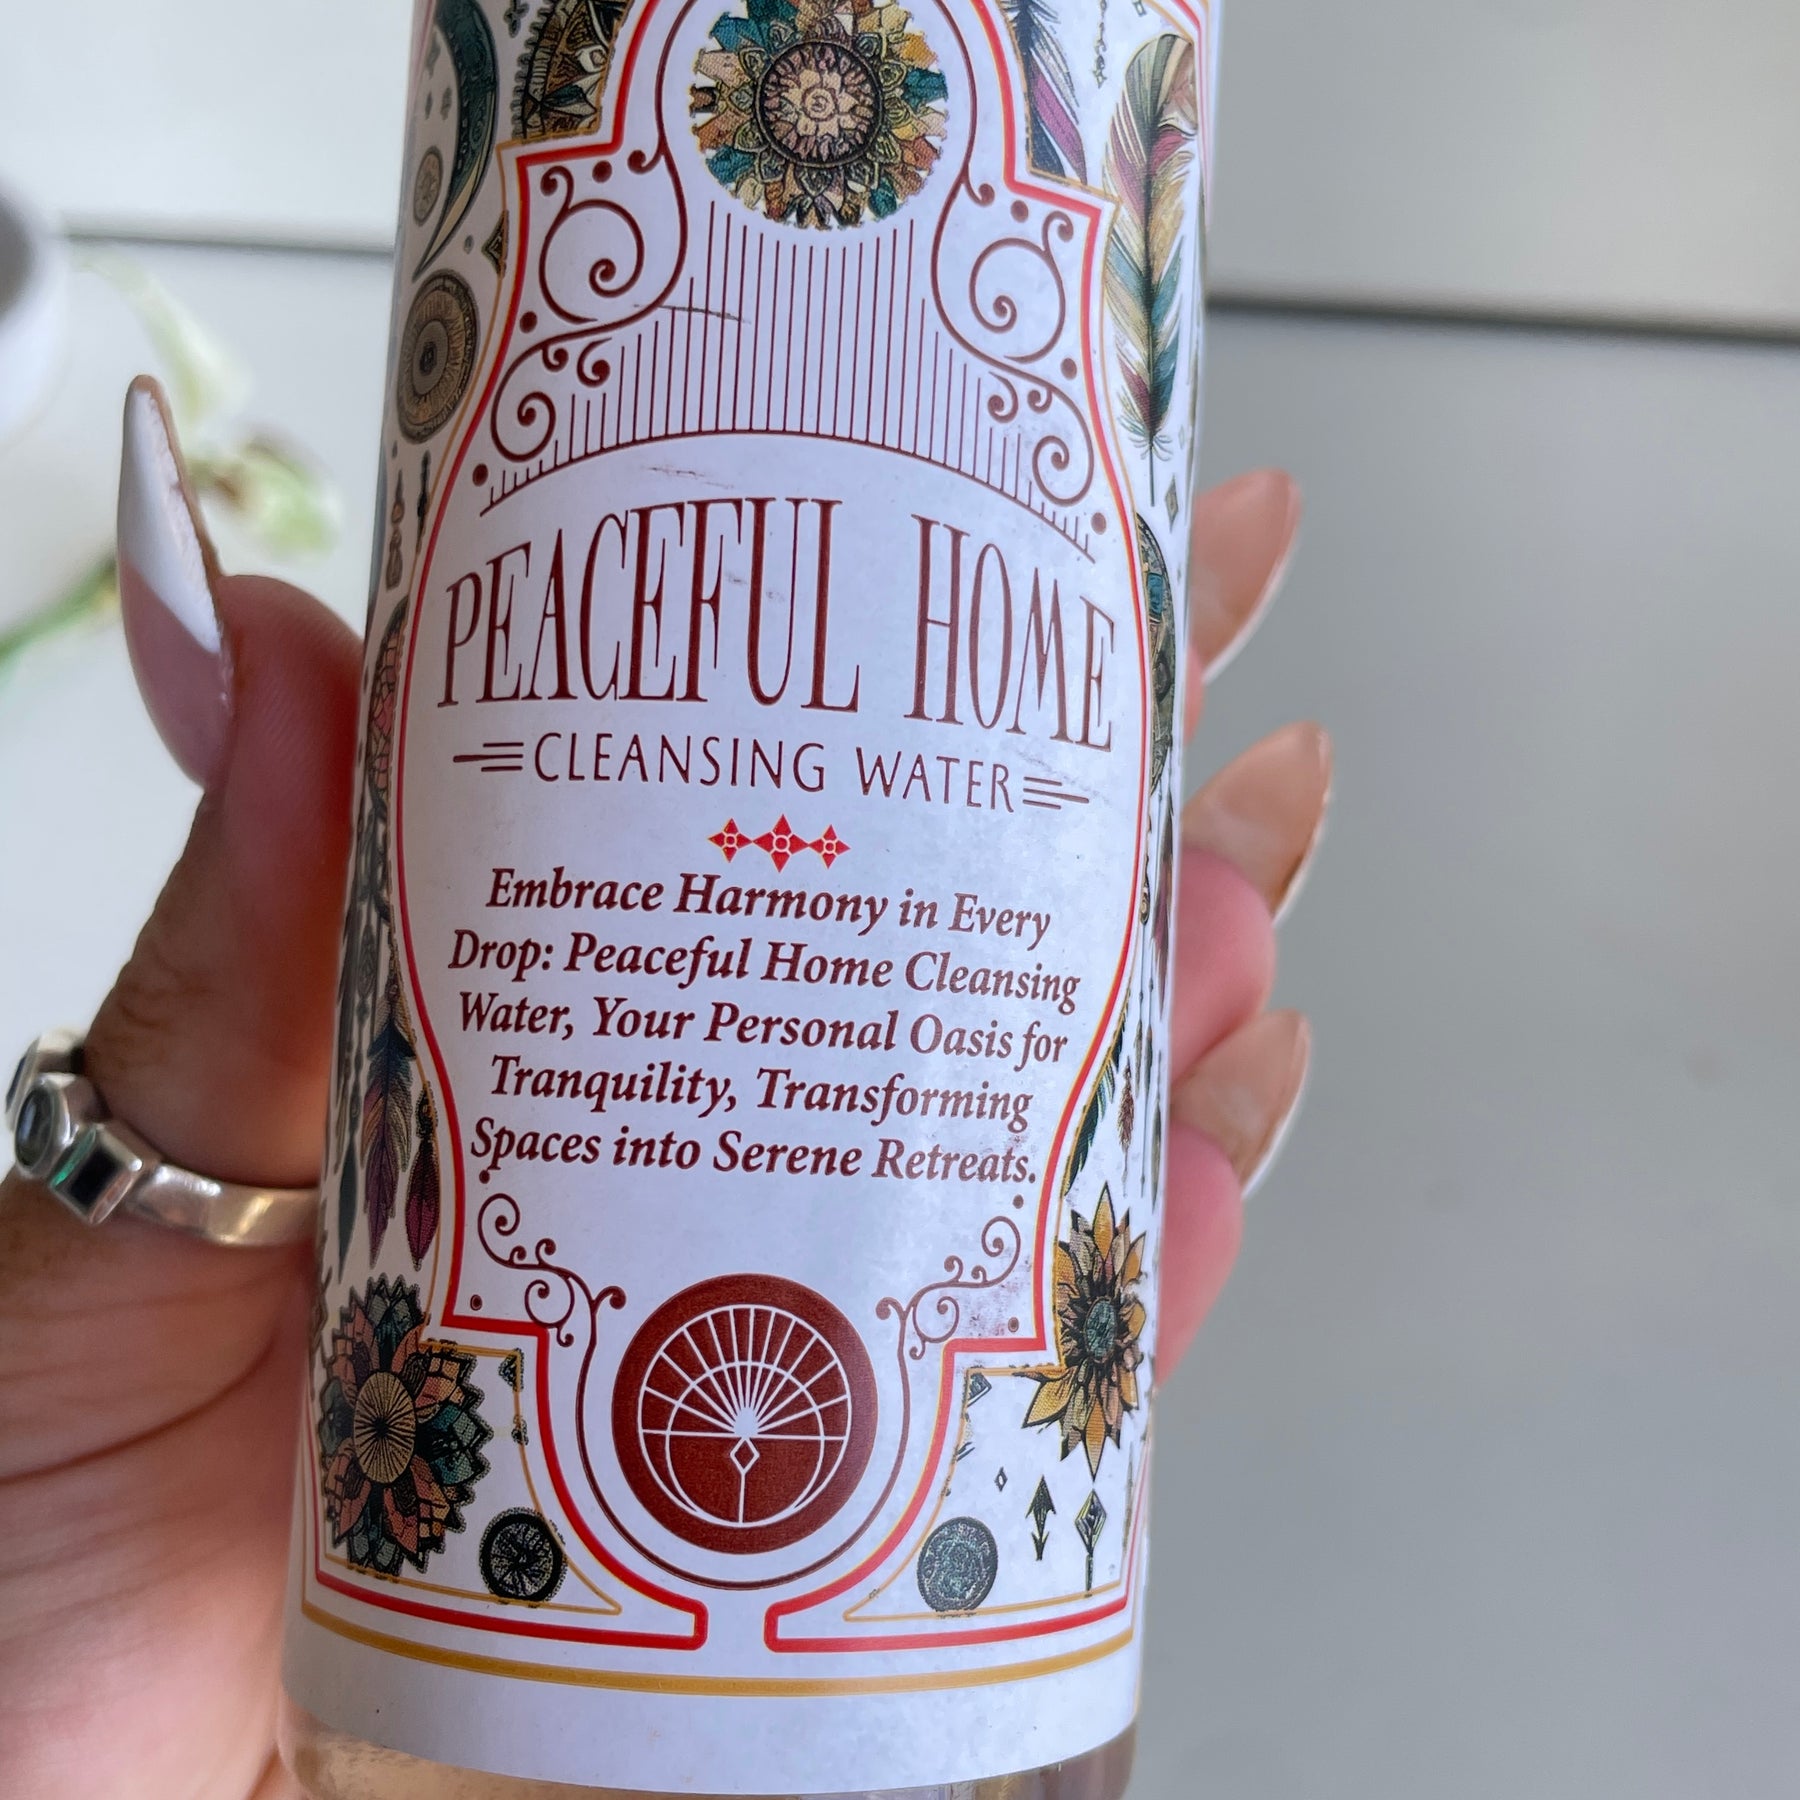 PEACEFUL HOME
CLEANSING WATER
Embrace Harmony in Every
Drop: Peaceful Home Cleansing
Water, Your Personal Oasis for
Tranquility, Transforming
Spaces into Serene Retreats.